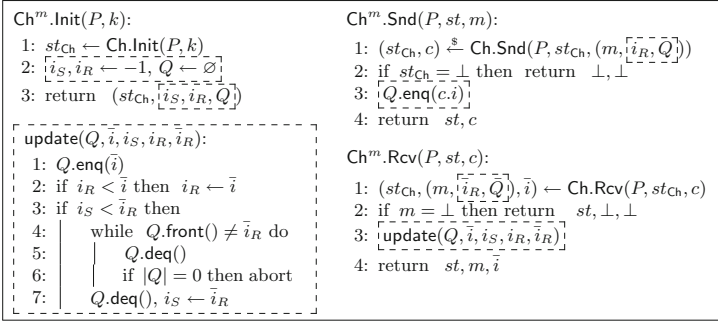 Ch^m.Init(P, k):
1: st_Ch ← Ch.Init(P, k)
2: i_S, i_R ← −1, Q ← ∅
3: return (st_Ch, i_S, i_R, Q)
update(Q, ī, i_S, i_R, ī_R):
1: Q.enq(ī)
2: if i_R < ī then i_R ← ī
3: if i_S < ī_R then
4: while Q.front() ≠ ī_R do
5: Q.deq()
6: if |Q| = 0 then abort
7: Q.deq(), i_S ← ī_R
Ch^m.Snd(P, st, m):
1: (st_Ch, c) ←$ Ch.Snd(P, st_Ch, (m, i_R, Q))
2: if st_Ch = ⊥ then return ⊥, ⊥
3: Q.enq(c.i)
4: return st, c
Ch^m.Rcv(P, st, c):
1: (st_Ch, (m, ī_R, Q̄), ī) ← Ch.Rcv(P, st_Ch, c)
2: if m = ⊥ then return st, ⊥, ⊥
3: update(Q, ī, i_S, i_R, ī_R)
4: return st, m, ī